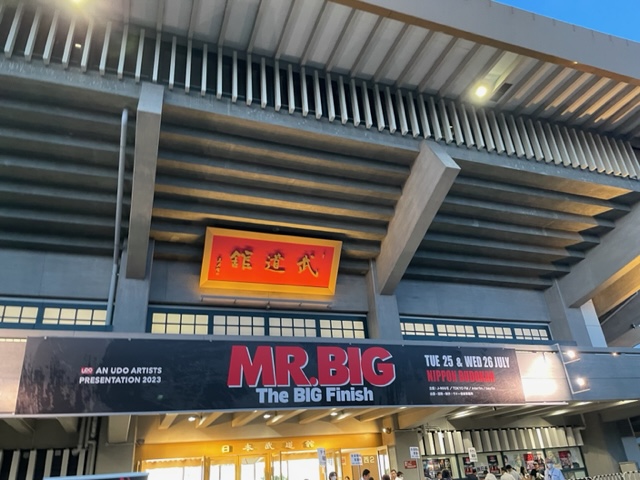 武道館
UDO AN UDO ARTISTS
PRESENTATION 2023
MR.BIG
The BIG Finish
TUE 25 & WED 26 JULY
NIPPON BUDOKAN
日本武道館